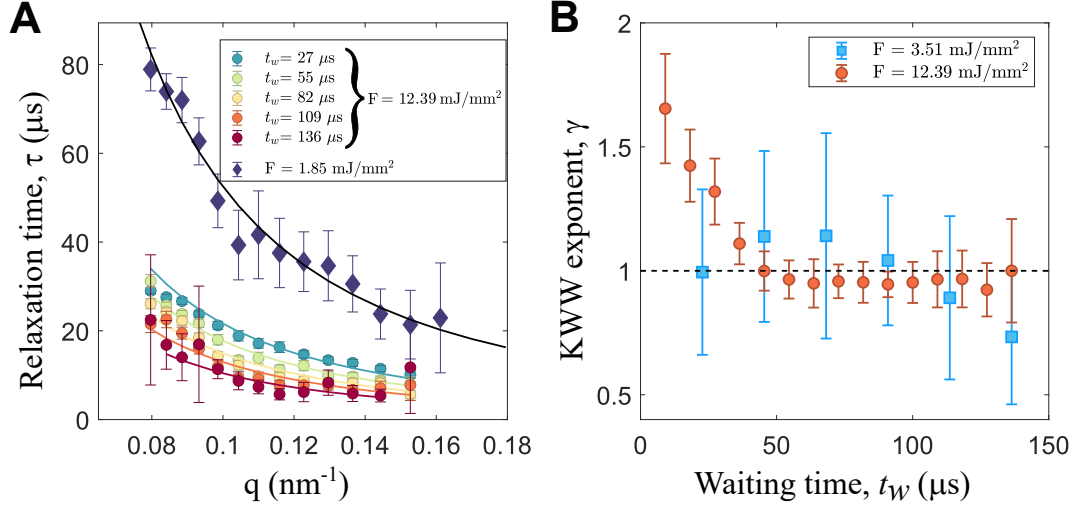 A
Relaxation time, τ (μs)
80
60
40
20
0
0.08
0.1
0.12
0.14
0.16
0.18
q (nm⁻¹)
t_w= 27 μs
t_w= 55 μs
t_w= 82 μs
F = 12.39 mJ/mm²
t_w= 109 μs
t_w= 136 μs
F = 1.85 mJ/mm²
B
KWW exponent, γ
2
1.5
1
0.5
0
50
100
150
Waiting time, t_w (μs)
F = 3.51 mJ/mm²
F = 12.39 mJ/mm²